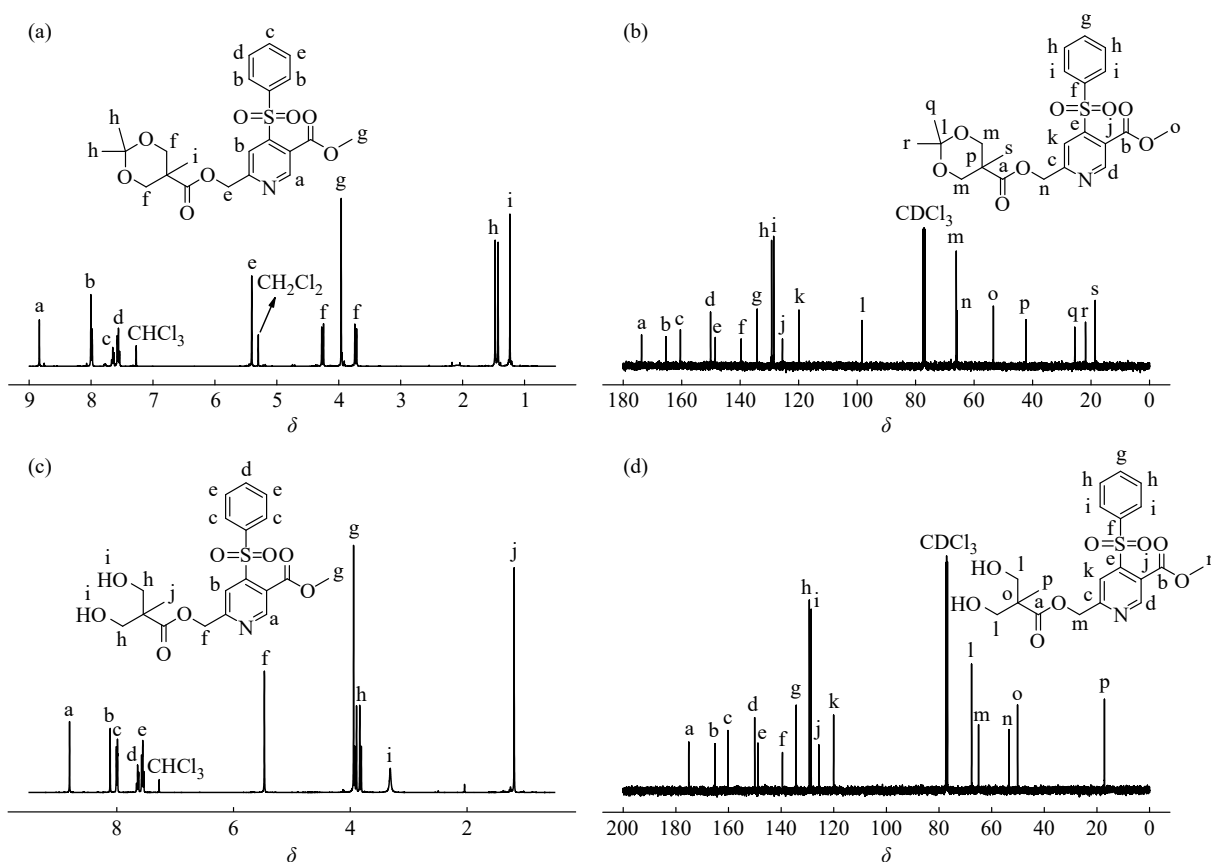 (a)
c
d
e
b
b
O
S
O
O
h
f
b
g
O
O
i
O
h
a
O
N
f
e
O
g
i
h
e
CH2Cl2
b
a
d
f
f
c
CHCl3
9 8 7 6 5 4 3 2 1
δ
(b)
g
h
h
i
i
f
O
S
O
O
q
e
j
l
O
m
k
o
b
O
r
p
s
c
d
O
a
O
N
m
n
O
CDCl3
i
h
m
d
g
k
n
o
s
a
b
c
e
f
j
l
p
q
r
180 160 140 120 100 80 60 40 20 0
δ
(c)
d
e
e
c
c
g
j
O
S
O
O
i
HO
h
b
g
i
j
O
HO
O
a
h
N
O
f
f
h
a
b
c
e
i
d
CHCl3
8 6 4 2
δ
(d)
g
h
h
i
i
f
CDCl3
O
S
O
O
l
e
j
HO
p
k
b
O
n
o
c
d
HO
a
O
l
N
m
O
h
i
l
g
o
p
d
k
m
n
a
b
c
e
j
f
200 180 160 140 120 100 80 60 40 20 0
δ